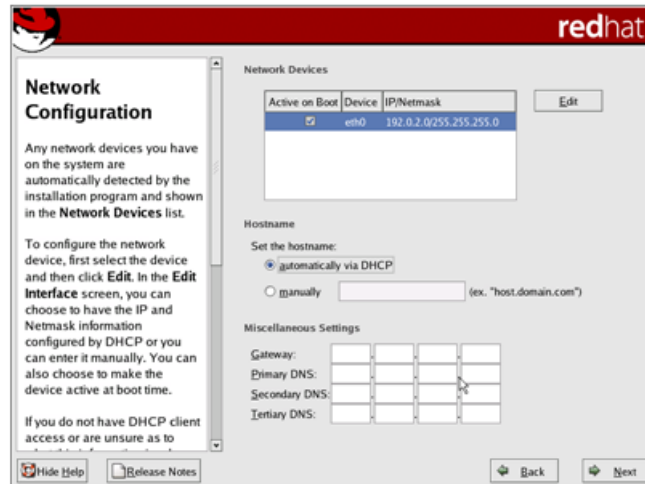 redhat
Network
Configuration
Any network devices you have
on the system are
automatically detected by the
installation program and shown
in the Network Devices list.
To configure the network
device, first select the device
and then click Edit. In the Edit
Interface screen, you can
choose to have the IP and
Netmask information
configured by DHCP or you
can enter it manually. You can
also choose to make the
device active at boot time.
If you do not have DHCP client
access or are unsure as to
Network Devices
Active on Boot Device IP/Netmask
eth0 192.0.2.0/255.255.255.0
Edit
Hostname
Set the hostname:
automatically via DHCP
manually (ex. "host.domain.com")
Miscellaneous Settings
Gateway:
Primary DNS:
Secondary DNS:
Tertiary DNS:
Hide Help Release Notes Back Next